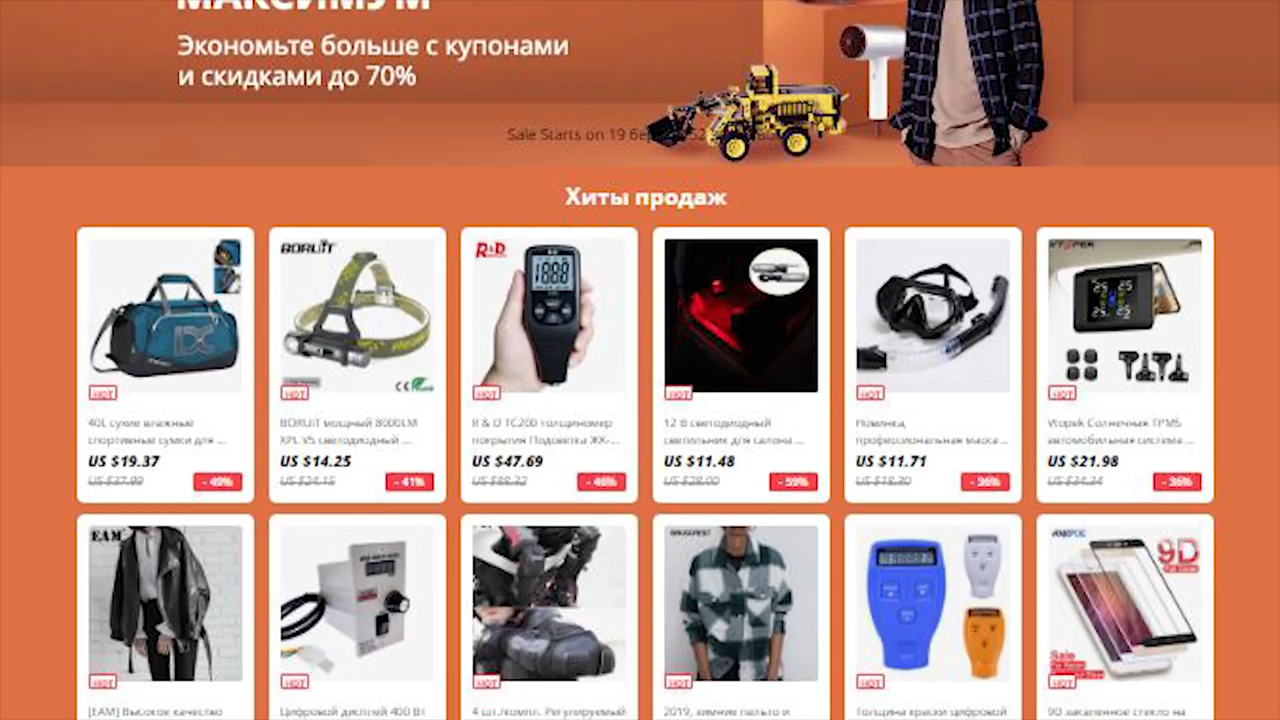 МАКСИМУМ
Экономьте больше с купонами
и скидками до 70%
Sale Starts on 19
Хиты продаж
BORUIT
R&D
HOT
HOT
HOT
HOT
HOT
HOT
40L сухие влажные
спортивные сумки для ...
US $19.37
US $37.99
- 49%
BORUiT мощный 8000LM
XPL V5 светодиодный ...
US $14.25
US $24.15
- 41%
R & D TC200 толщиномер
покрытия Подсветка ЖК-...
US $47.69
US $88.32
- 46%
12 В светодиодный
светильник для салона ...
US $11.48
US $28.00
- 59%
Новинка,
профессиональная маска...
US $11.71
US $18.30
- 36%
Vtopek Солнечная TPMS
автомобильная система ...
US $21.98
US $34.34
- 36%
EAM
9D
Sale
HOT
HOT
HOT
HOT
HOT
HOT
[EAM] Высокое качество
Цифровой дисплей 400 Вт
4 шт./компл. Регулируемый
2019, зимние пальто и
Толщина краски цифровой
9D закаленное стекло на